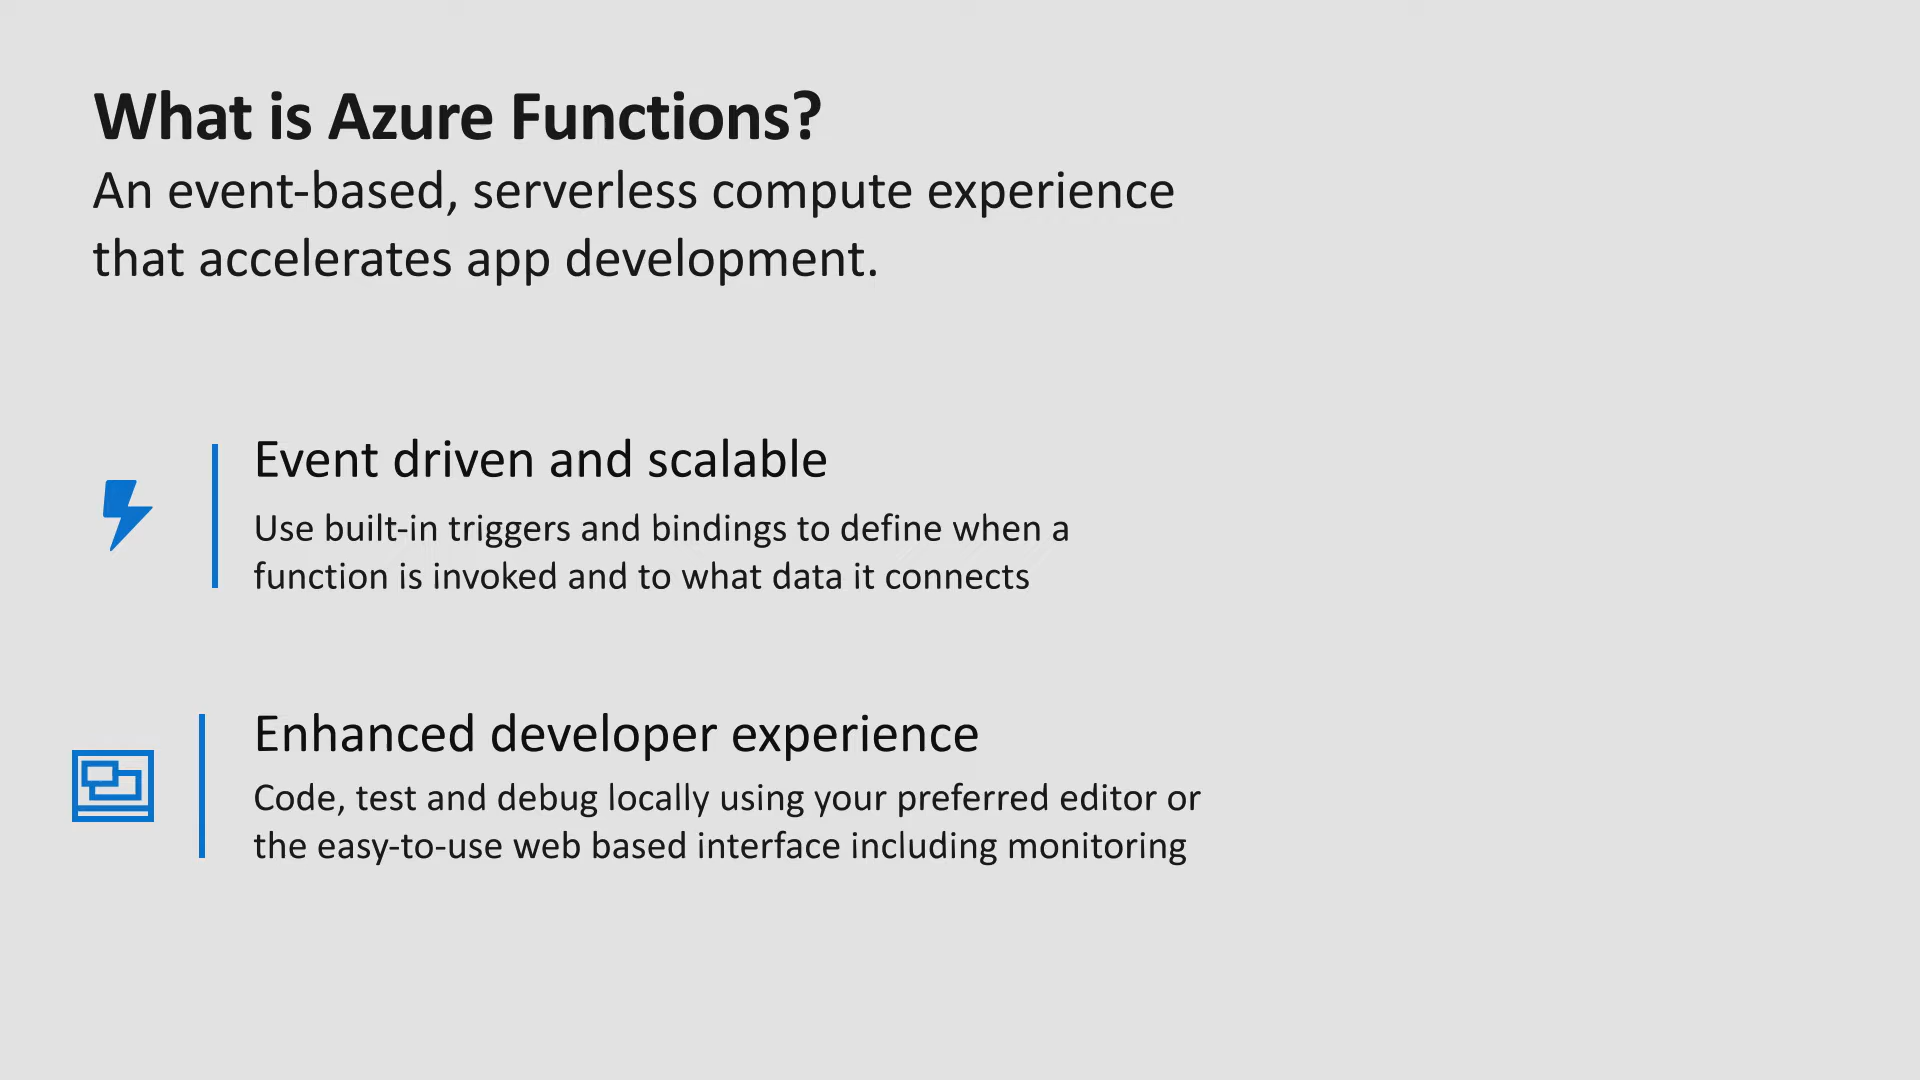 What is Azure Functions?
An event-based, serverless compute experience
that accelerates app development.
Event driven and scalable
Use built-in triggers and bindings to define when a
function is invoked and to what data it connects
Enhanced developer experience
Code, test and debug locally using your preferred editor or
the easy-to-use web based interface including monitoring